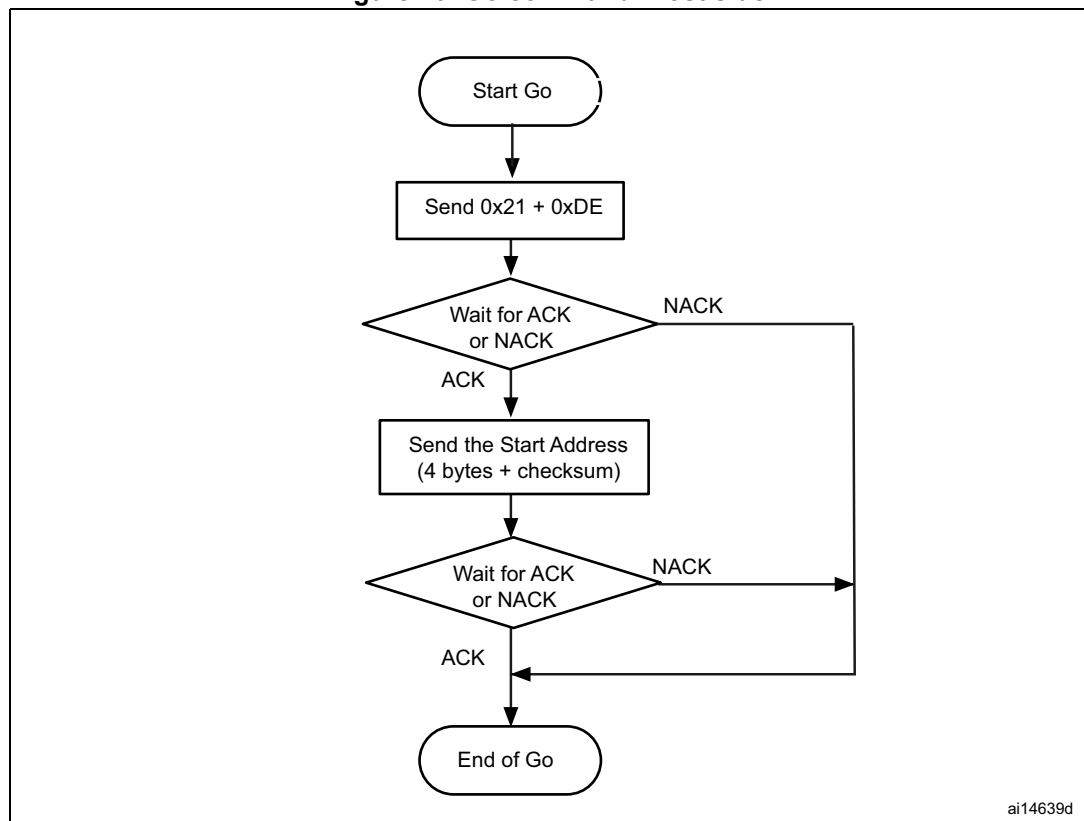 Start Go
Send 0x21 + 0xDE
Wait for ACK
or NACK
NACK
ACK
Send the Start Address
(4 bytes + checksum)
Wait for ACK
or NACK
NACK
ACK
End of Go
ai14639d